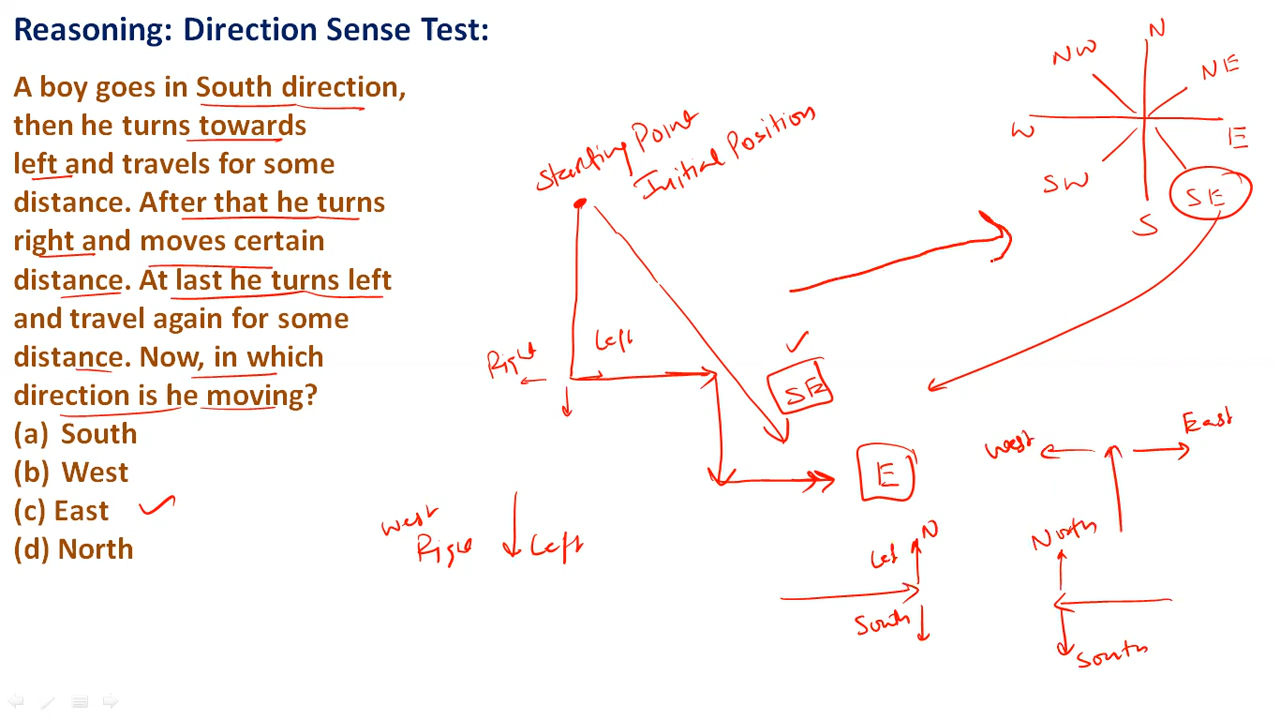 Reasoning: Direction Sense Test:
A boy goes in South direction,
then he turns towards
left and travels for some
distance. After that he turns
right and moves certain
distance. At last he turns left
and travel again for some
distance. Now, in which
direction is he moving?
(a) South
(b) West
(c) East
(d) North
Starting Point
Initial Position
N
NW
NE
W
E
SW
SE
S
Right
Left
SE
E
West
East
West
Right
Left
N
South
North
South